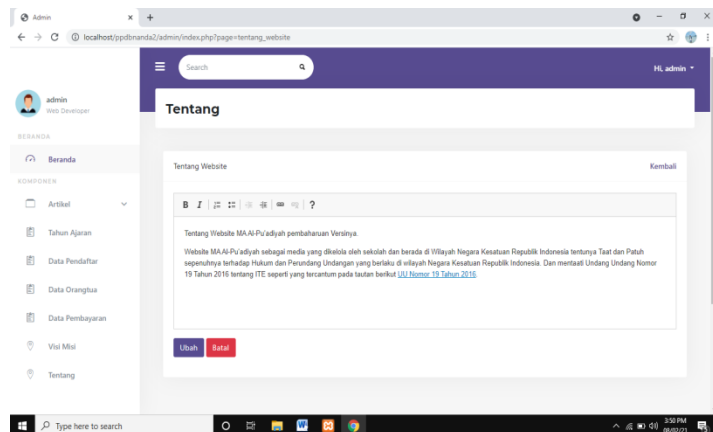 Admin
localhost/ppdbnanda2/admin/index.php?page=tentang_website
Search
Hi, admin
admin
Web Developer
Tentang
BERANDA
Beranda
KOMPONEN
Artikel
Tahun Ajaran
Data Pendaftar
Data Orangtua
Data Pembayaran
Visi Misi
Tentang
Tentang Website
Kembali
B I ?
Tentang Website MA Al-Pu'adiyah pembaharuan Versinya.
Website MA Al-Pu'adiyah sebagai media yang dikelola oleh sekolah dan berada di Wilayah Negara Kesatuan Republik Indonesia tentunya Taat dan Patuh
sepenuhnya terhadap Hukum dan Perundang Undangan yang berlaku di wilayah Negara Kesatuan Republik Indonesia. Dan mentaati Undang Undang Nomor
19 Tahun 2016 tentang ITE seperti yang tercantum pada tautan berikut UU Nomor 19 Tahun 2016.
Ubah Batal
Type here to search
3:50 PM
08/02/21